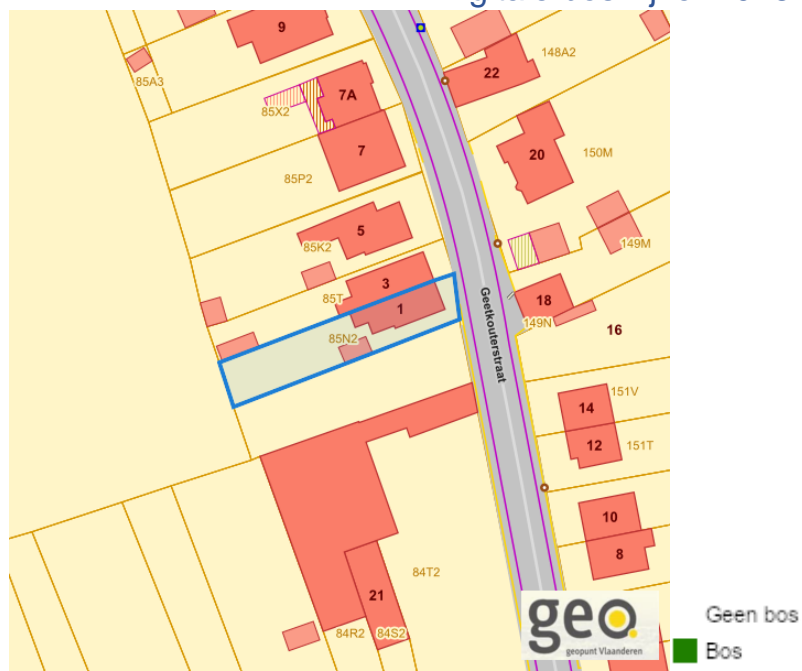 9
148A2
22
85A3
7A
85X2
7
20
150M
85P2
5
85K2
149M
3
85T
1
18
85N2
149N
16
Geetkouterstraat
151V
14
12
151T
10
8
84T2
21
84R2
84S2
geo
geopunt Vlaanderen
Geen bos
Bos